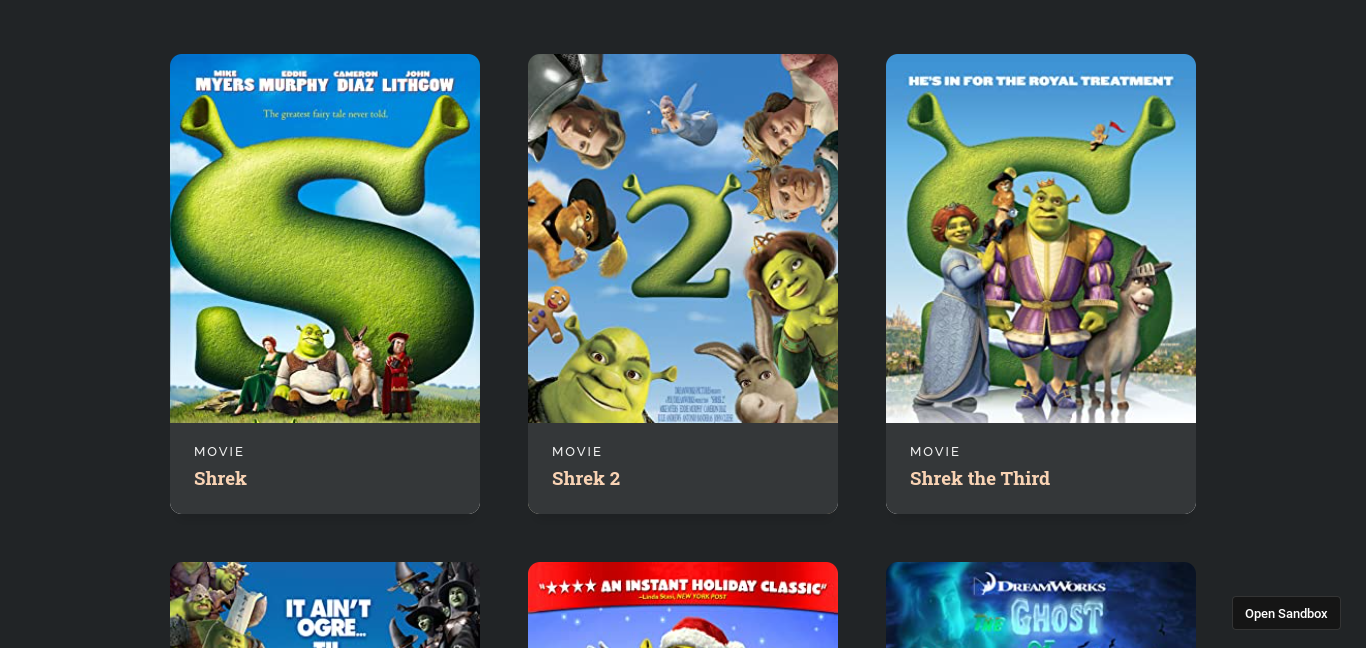 MIKE EDDIE CAMERON JOHN
MYERS MURPHY DIAZ LITHGOW
The greatest fairy tale never told.
2
HE'S IN FOR THE ROYAL TREATMENT
MOVIE
Shrek
MOVIE
Shrek 2
MOVIE
Shrek the Third
IT AIN'T
OGRE...
"★★★★ AN INSTANT HOLIDAY CLASSIC"
–Linda Stasi, NEW YORK POST
DREAMWORKS
THE GHOST
Open Sandbox